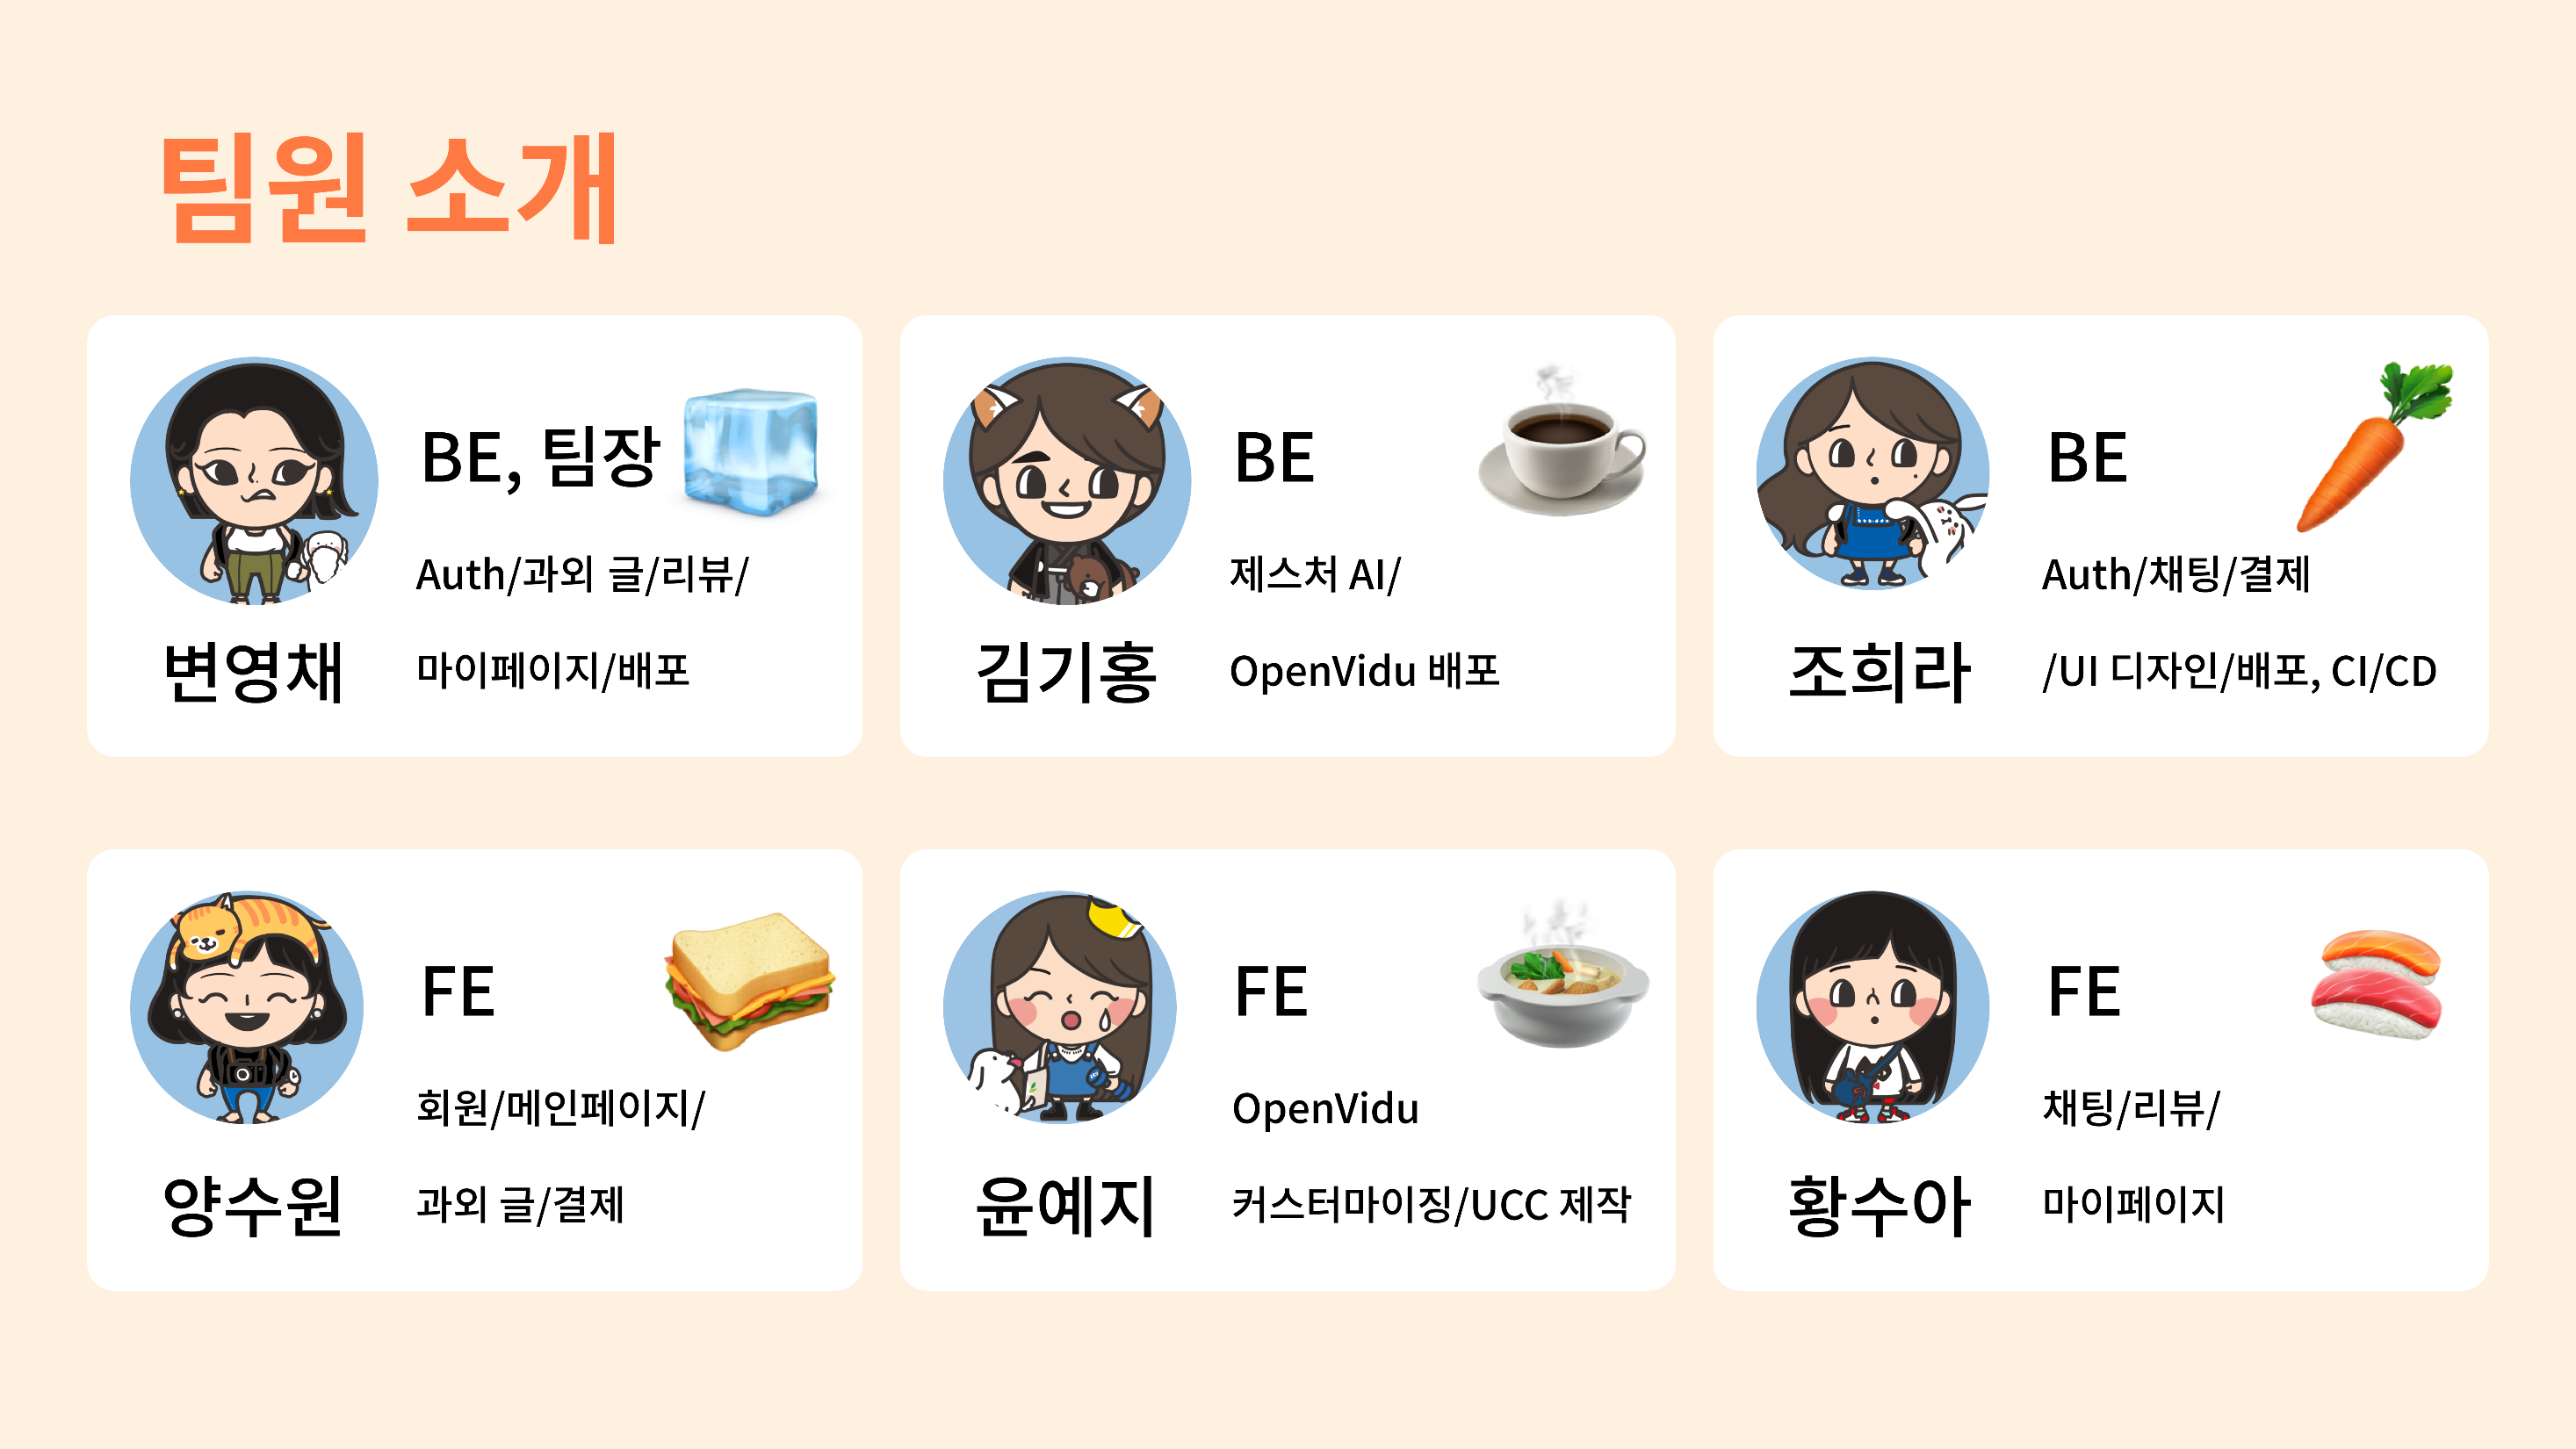 팀원 소개
BE, 팀장
Auth/과외 글/리뷰/
마이페이지/배포
변영채
BE
제스처 AI/
OpenVidu 배포
김기홍
BE
Auth/채팅/결제
/UI 디자인/배포, CI/CD
조희라
FE
회원/메인페이지/
과외 글/결제
양수원
FE
OpenVidu
커스터마이징/UCC 제작
윤예지
FE
채팅/리뷰/
마이페이지
황수아